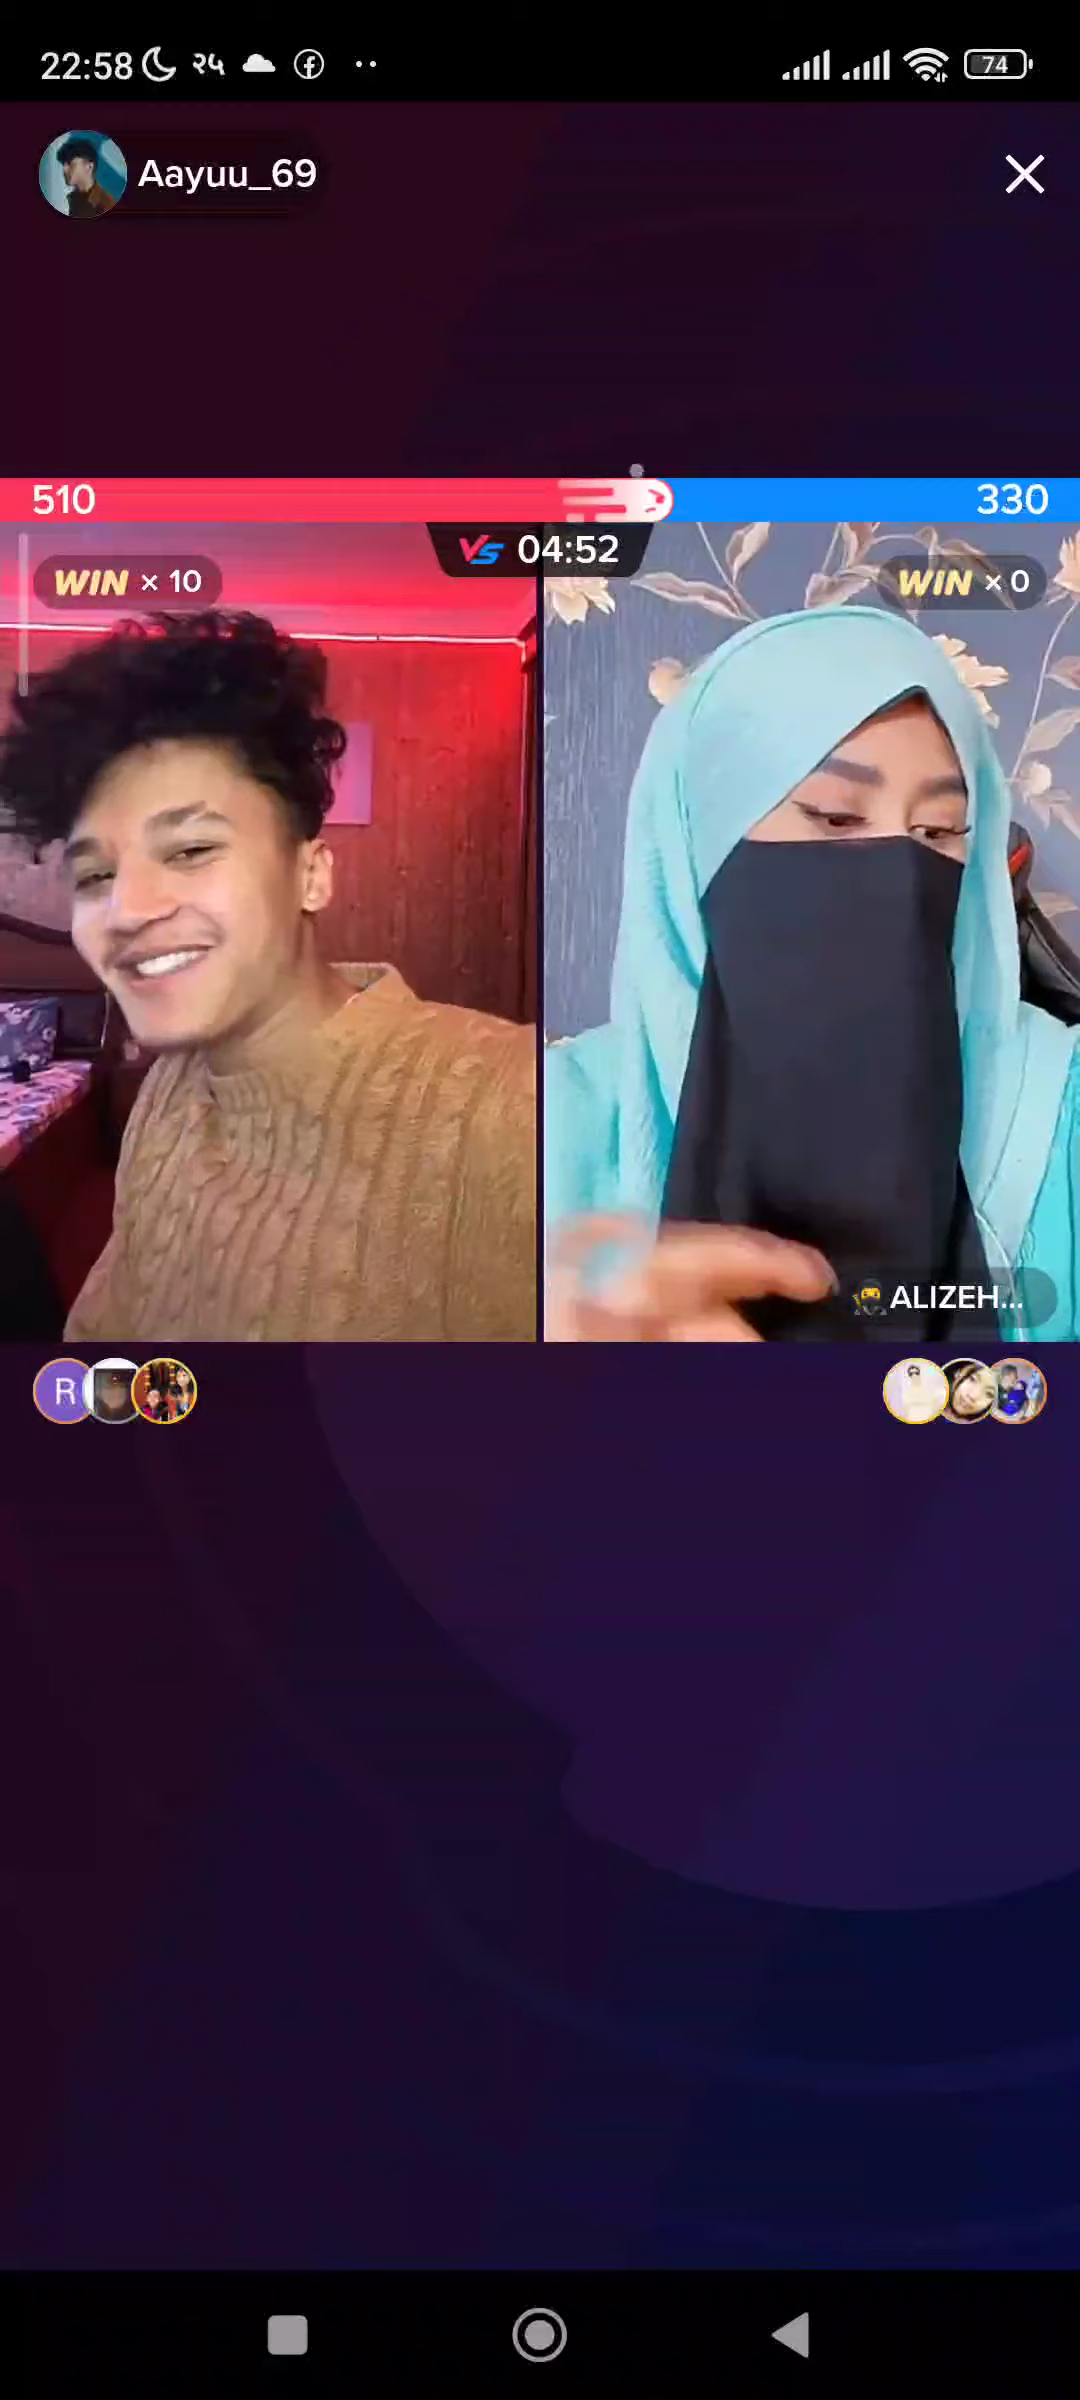 22:58 २५ 74
Aayuu_69
510 330
VS 04:52
WIN × 10 WIN × 0
ALIZEH...
R